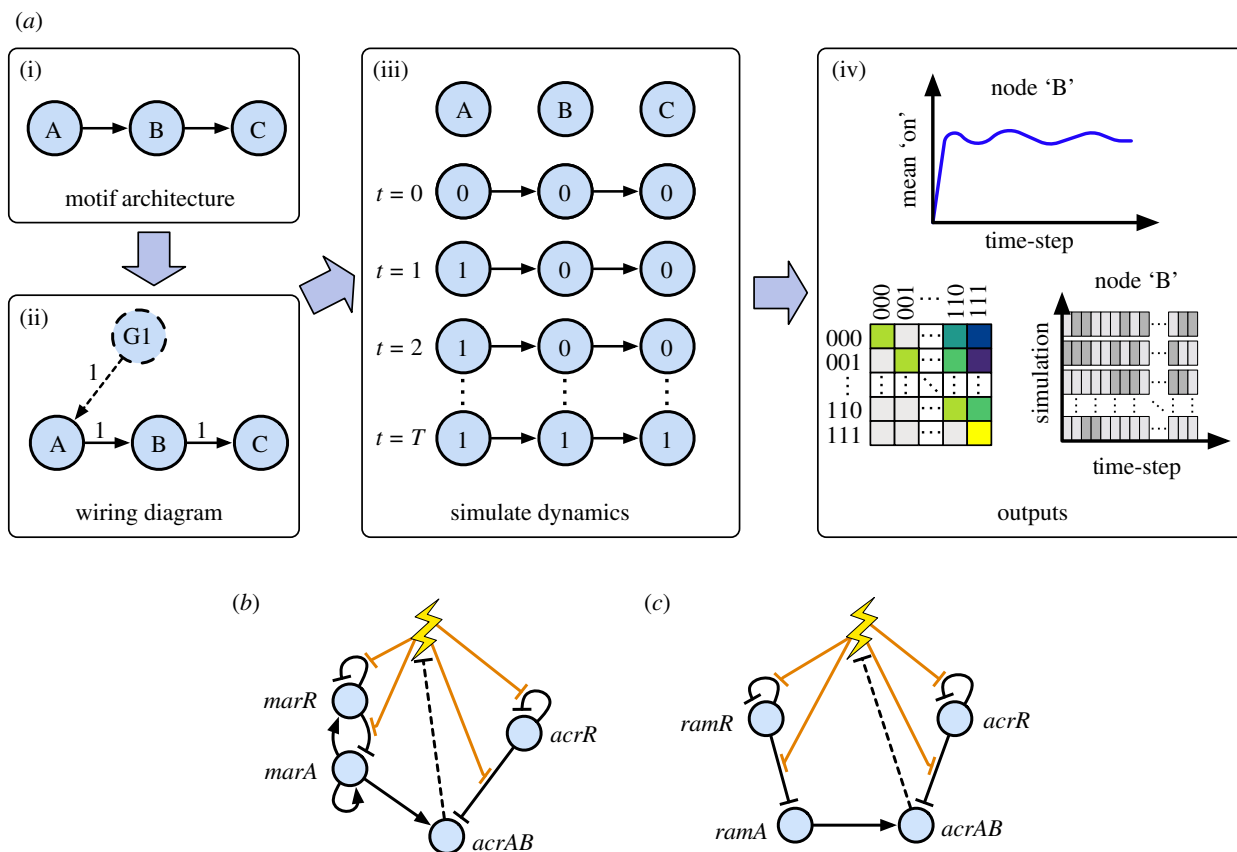 (a)
(i)
A B C
motif architecture
(ii)
G1
1
A 1 B 1 C
wiring diagram
(iii)
A B C
t = 0 0 0 0
t = 1 1 0 0
t = 2 1 0 0
t = T 1 1 1
simulate dynamics
(iv)
node ‘B’
mean ‘on’
time-step
000 001 ... 110 111
000
001
⋮
110
111
node ‘B’
simulation
time-step
outputs
(b)
marR
marA
acrR
acrAB
(c)
ramR
acrR
ramA
acrAB